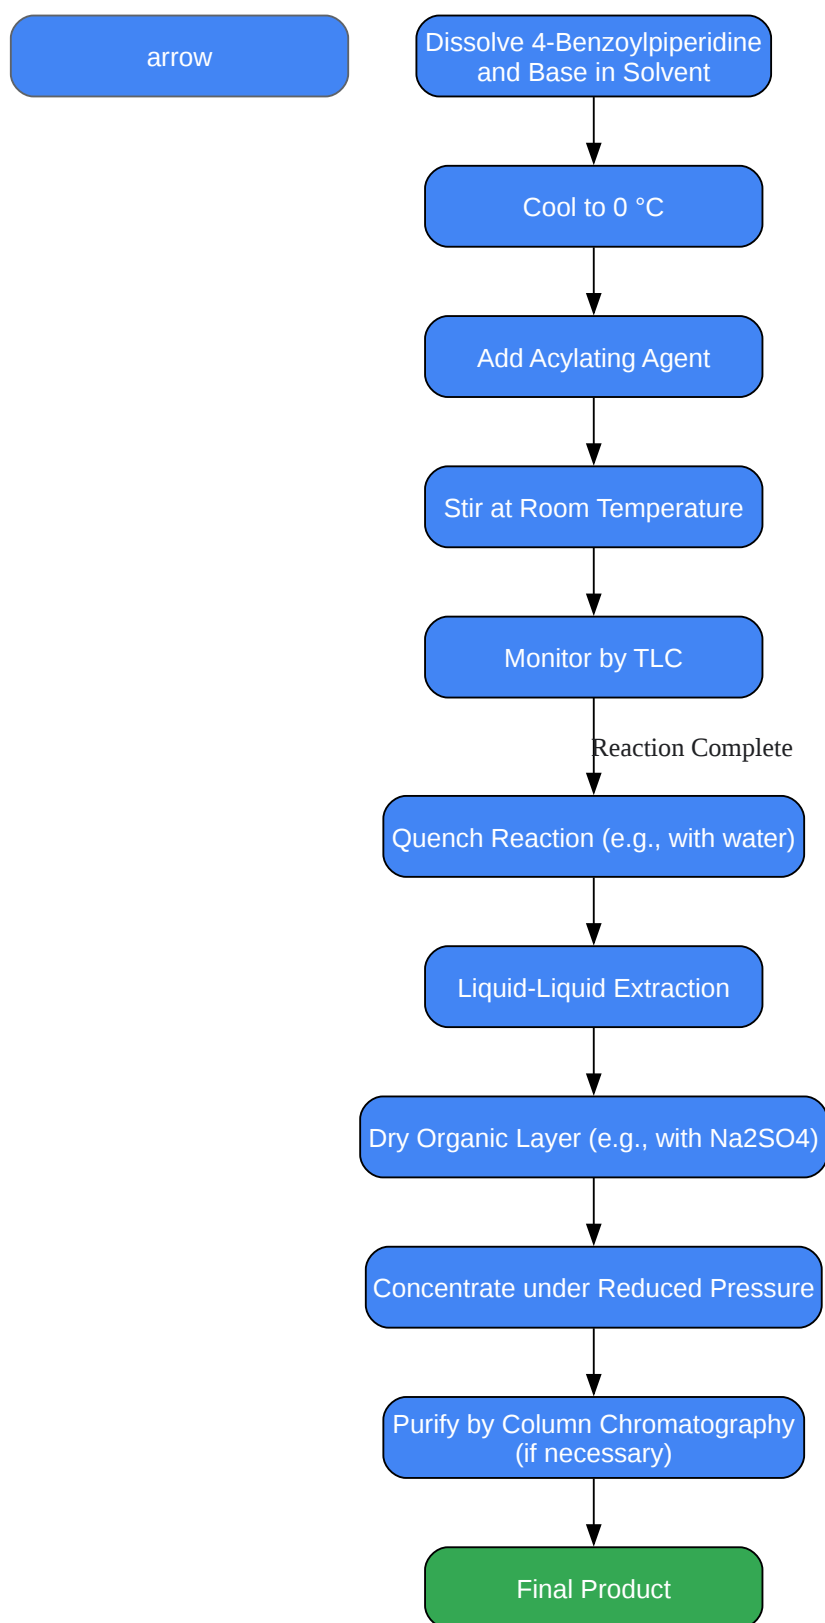 arrow
Dissolve 4-Benzoylpiperidine
and Base in Solvent
Cool to 0 °C
Add Acylating Agent
Stir at Room Temperature
Monitor by TLC
Reaction Complete
Quench Reaction (e.g., with water)
Liquid-Liquid Extraction
Dry Organic Layer (e.g., with Na2SO4)
Concentrate under Reduced Pressure
Purify by Column Chromatography
(if necessary)
Final Product